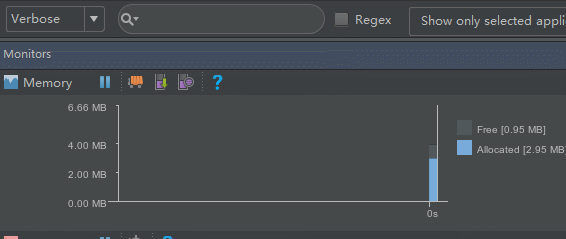 Verbose Regex Show only selected applic
Monitors
Memory ?
6.66 MB
4.00 MB
2.00 MB
0.00 MB
0s
Free [0.95 MB]
Allocated [2.95 MB]